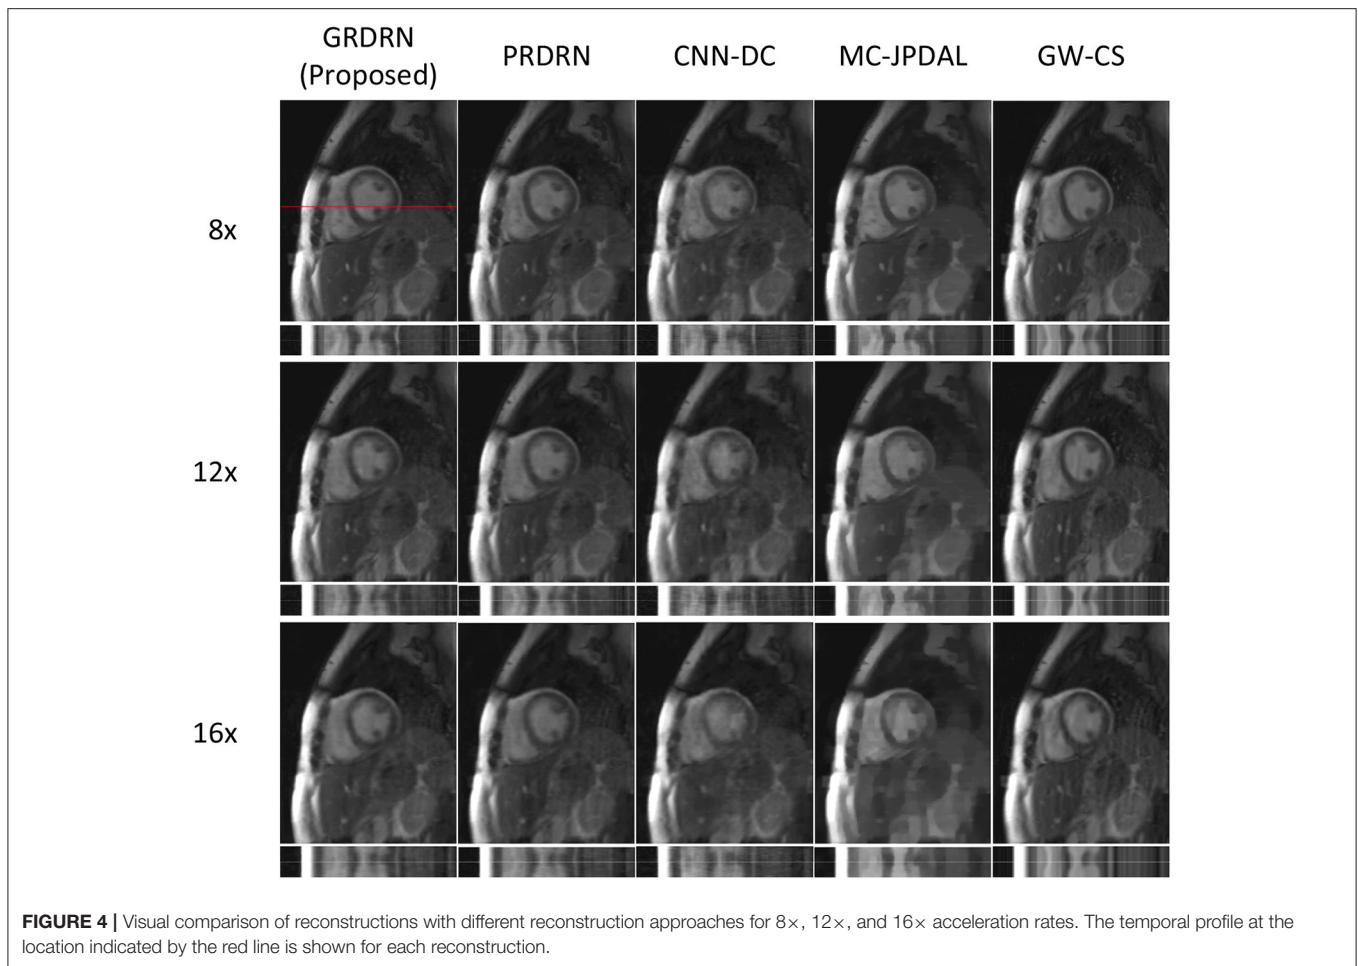 GRDRN
(Proposed)
PRDRN
CNN-DC
MC-JPDAL
GW-CS
8x
12x
16x
FIGURE 4 | Visual comparison of reconstructions with different reconstruction approaches for 8×, 12×, and 16× acceleration rates. The temporal profile at the
location indicated by the red line is shown for each reconstruction.